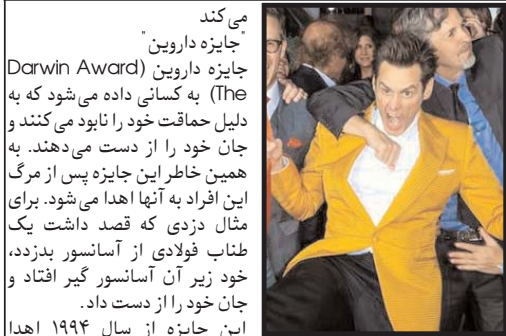 می‌کند
"جایزه داروین"
جایزه داروین (Darwin Award
The) به کسانی داده می‌شود که به
دلیل حماقت خود را نابود می‌کنند و
جان خود را از دست می‌دهند. به
همین خاطر این جایزه پس از مرگ
این افراد به آنها اهدا می‌شود. برای
مثال دزدی که قصد داشت یک
طناب فولادی از آسانسور بدزدد،
خود زیر آن آسانسور گیر افتاد و
جان خود را از دست داد.
این جایزه از سال ۱۹۹۴ اهدا